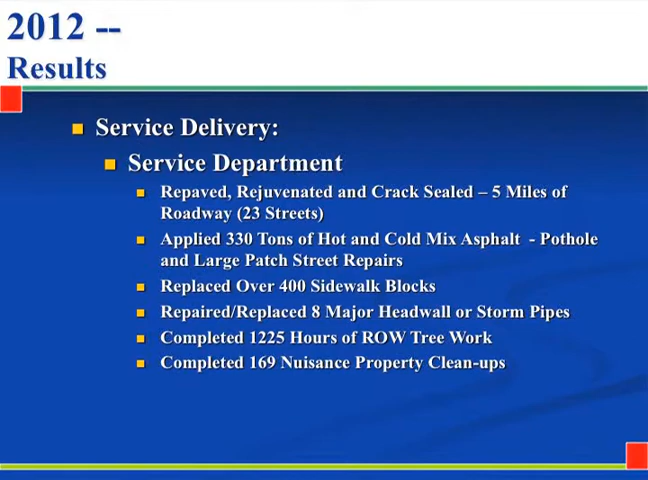 2012 --
Results
Service Delivery:
Service Department
Repaved, Rejuvenated and Crack Sealed – 5 Miles of
Roadway (23 Streets)
Applied 330 Tons of Hot and Cold Mix Asphalt - Pothole
and Large Patch Street Repairs
Replaced Over 400 Sidewalk Blocks
Repaired/Replaced 8 Major Headwall or Storm Pipes
Completed 1225 Hours of ROW Tree Work
Completed 169 Nuisance Property Clean-ups